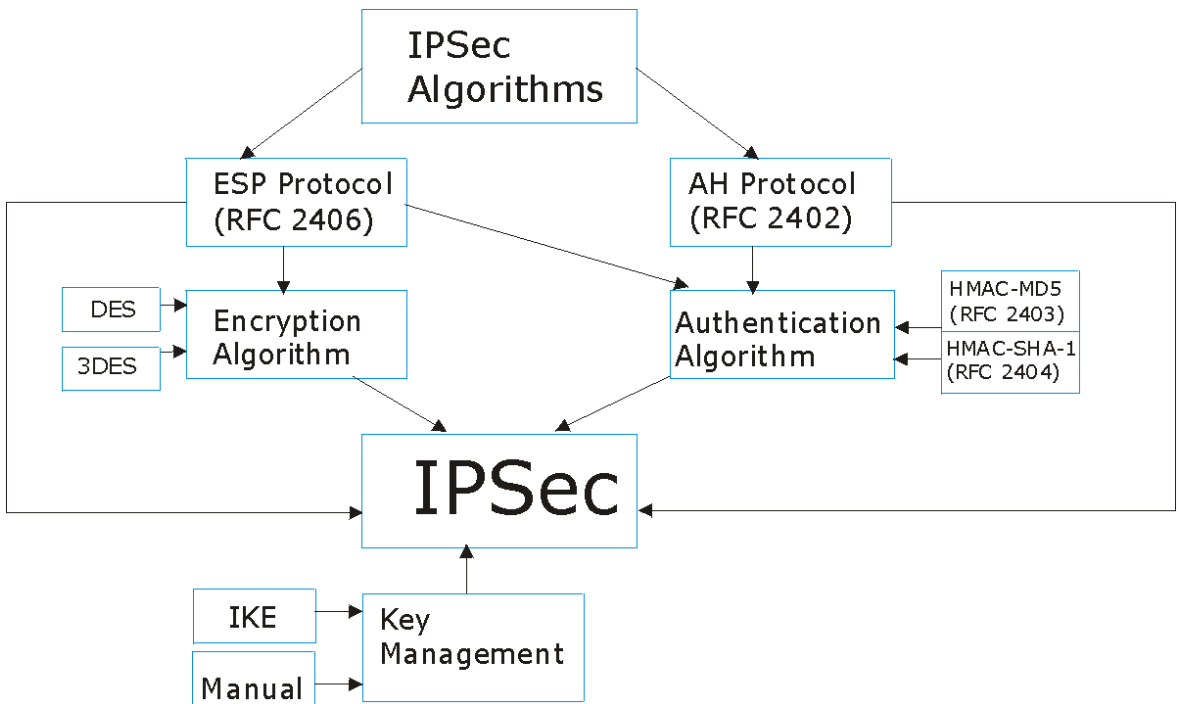 IPSec
Algorithms
ESP Protocol
(RFC 2406)
AH Protocol
(RFC 2402)
DES
3DES
Encryption
Algorithm
Authentication
Algorithm
HMAC-MD5
(RFC 2403)
HMAC-SHA-1
(RFC 2404)
IPSec
IKE
Manual
Key
Management